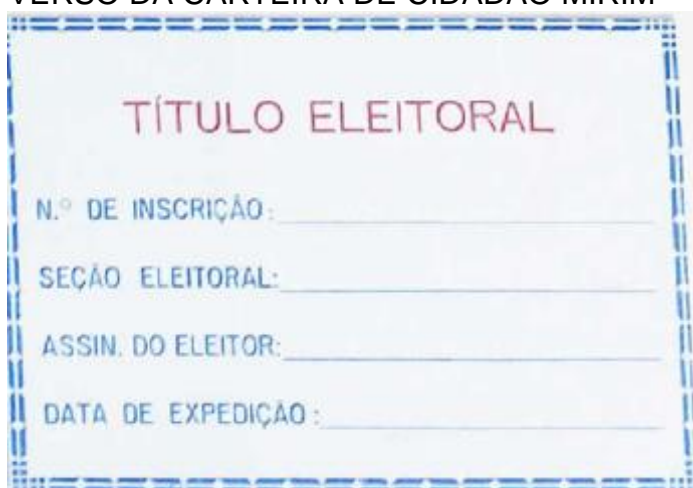 VERSO DA CARTEIRA DE CIDADÃO MIRIM
TÍTULO ELEITORAL
N.º DE INSCRIÇÃO:
SEÇÃO ELEITORAL:
ASSIN. DO ELEITOR:
DATA DE EXPEDIÇÃO: